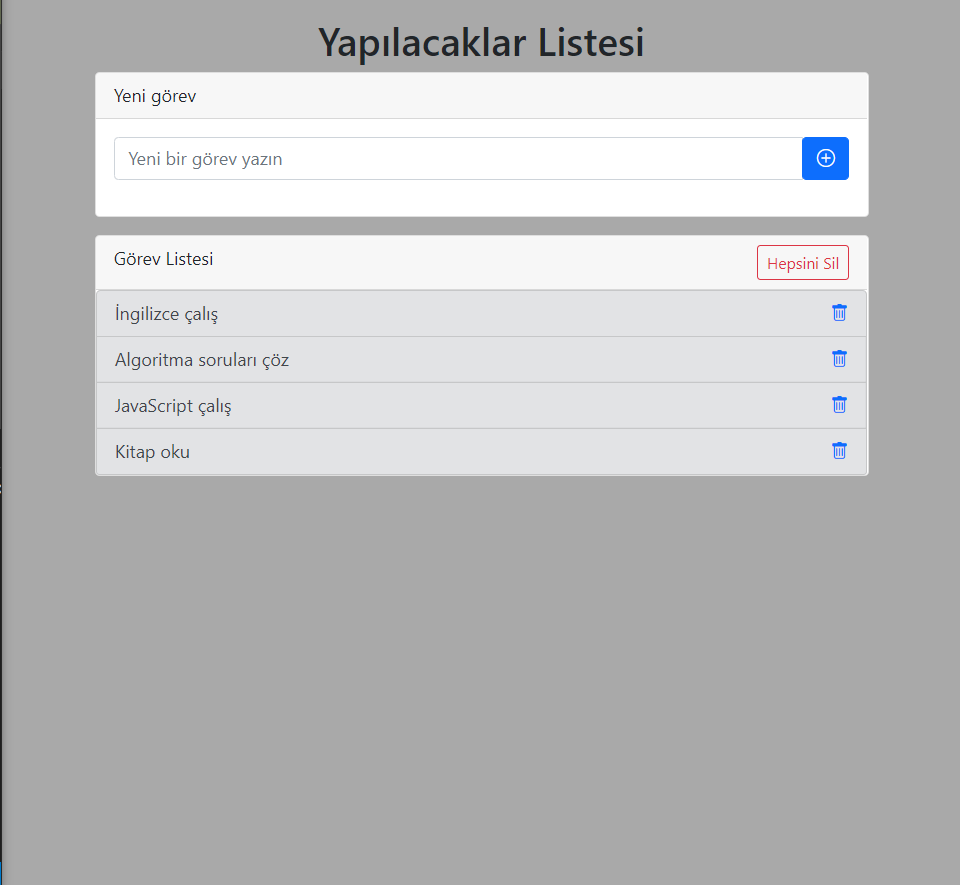 Yapılacaklar Listesi
Yeni görev
Yeni bir görev yazın
Görev Listesi
Hepsini Sil
İngilizce çalış
Algoritma soruları çöz
JavaScript çalış
Kitap oku